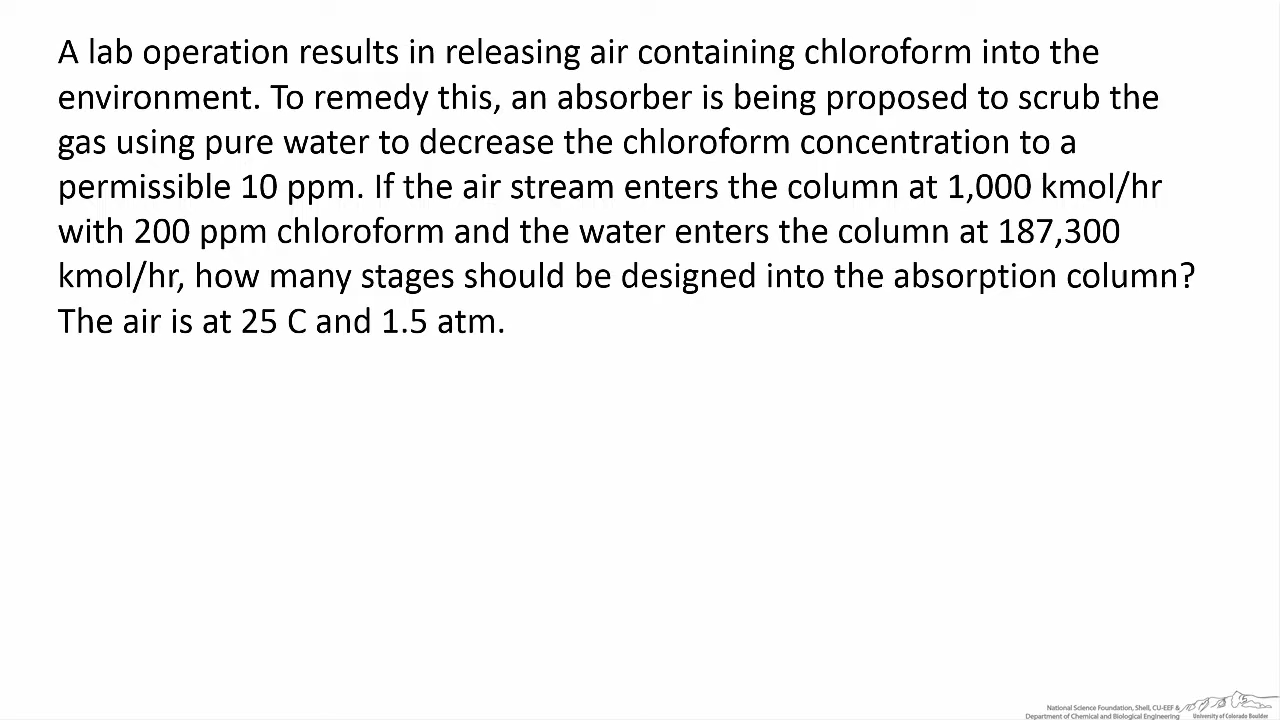 A lab operation results in releasing air containing chloroform into the
environment. To remedy this, an absorber is being proposed to scrub the
gas using pure water to decrease the chloroform concentration to a
permissible 10 ppm. If the air stream enters the column at 1,000 kmol/hr
with 200 ppm chloroform and the water enters the column at 187,300
kmol/hr, how many stages should be designed into the absorption column?
The air is at 25 C and 1.5 atm.
National Science Foundation, Shell, CU-EEF &
Department of Chemical and Biological Engineering
University of Colorado Boulder